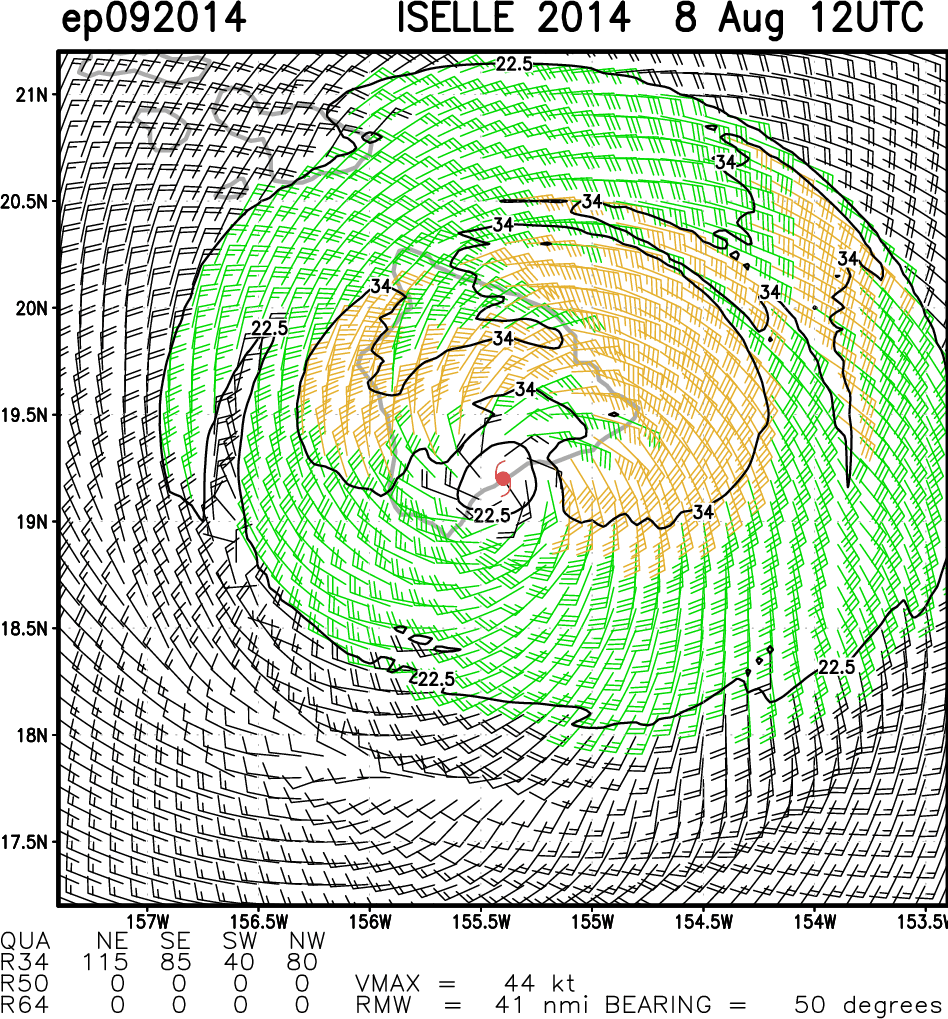 ep092014 ISELLE 2014 8 Aug 12UTC
22.5
21N
34
34
20.5N
34
34
34
34
20N
22.5
34
34
19.5N
22.5
34
19N
18.5N
22.5
22.5
18N
17.5N
157W 156.5W 156W 155.5W 155W 154.5W 154W 153.5
QUA NE SE SW NW
R34 115 85 40 80
R50 0 0 0 0 VMAX = 44 kt
R64 0 0 0 0 RMW = 41 nmi BEARING = 50 degrees